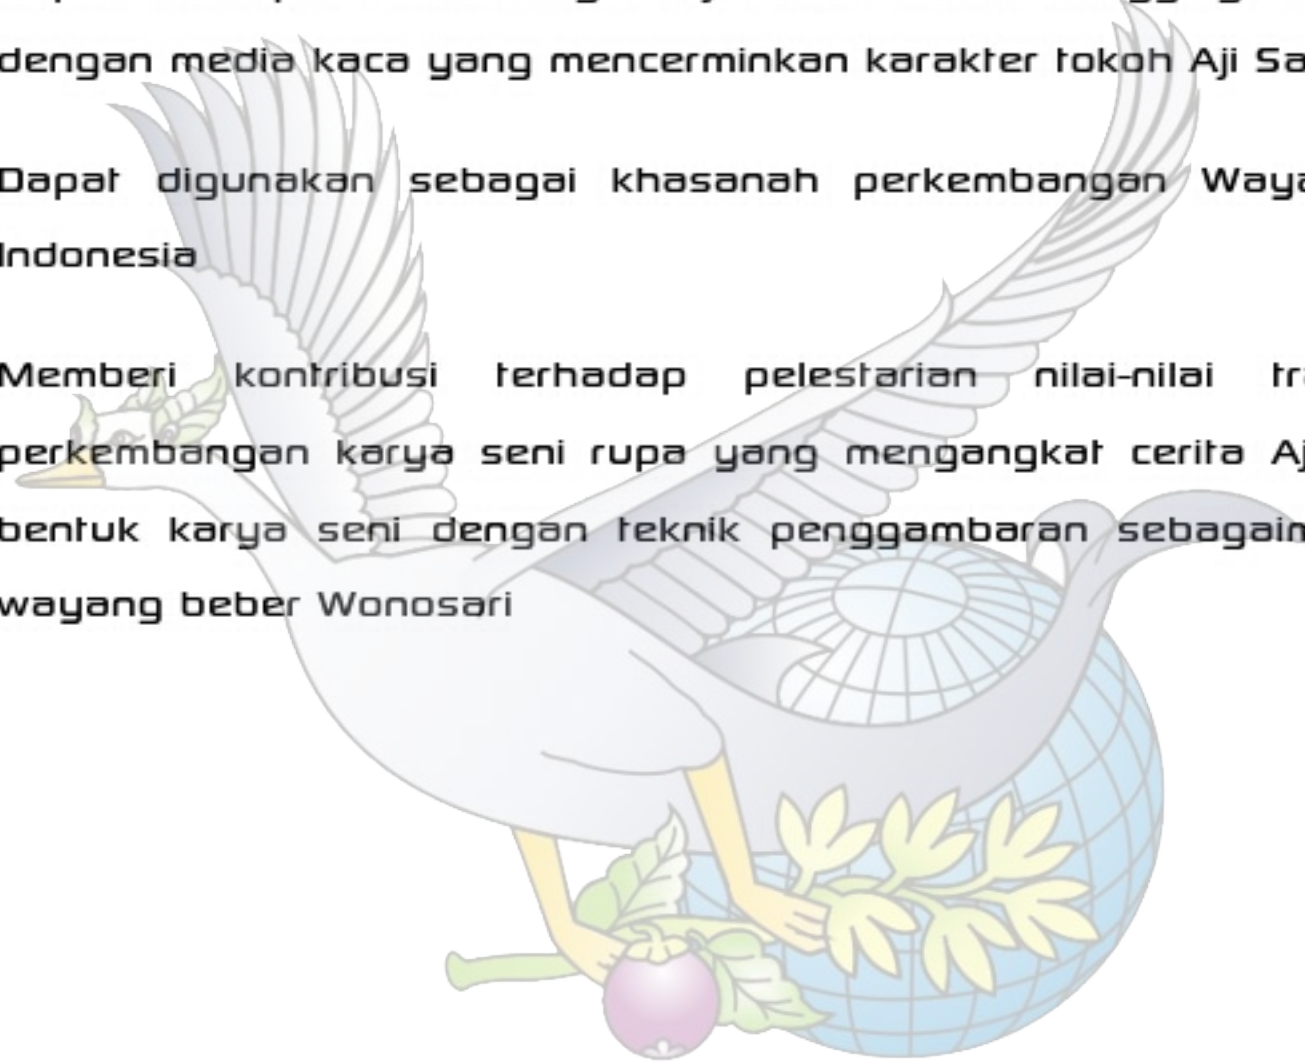 dengan media kaca yang mencerminkan karakter tokoh Aji
Dapat digunakan sebagai khasanah perkembangan
Indonesia
Memberi kontribusi terhadap pelestarian nilai-nilai
perkembangan karya seni rupa yang mengangkat cerita
bentuk karya seni dengan teknik penggambaran
wayang beber Wonosari